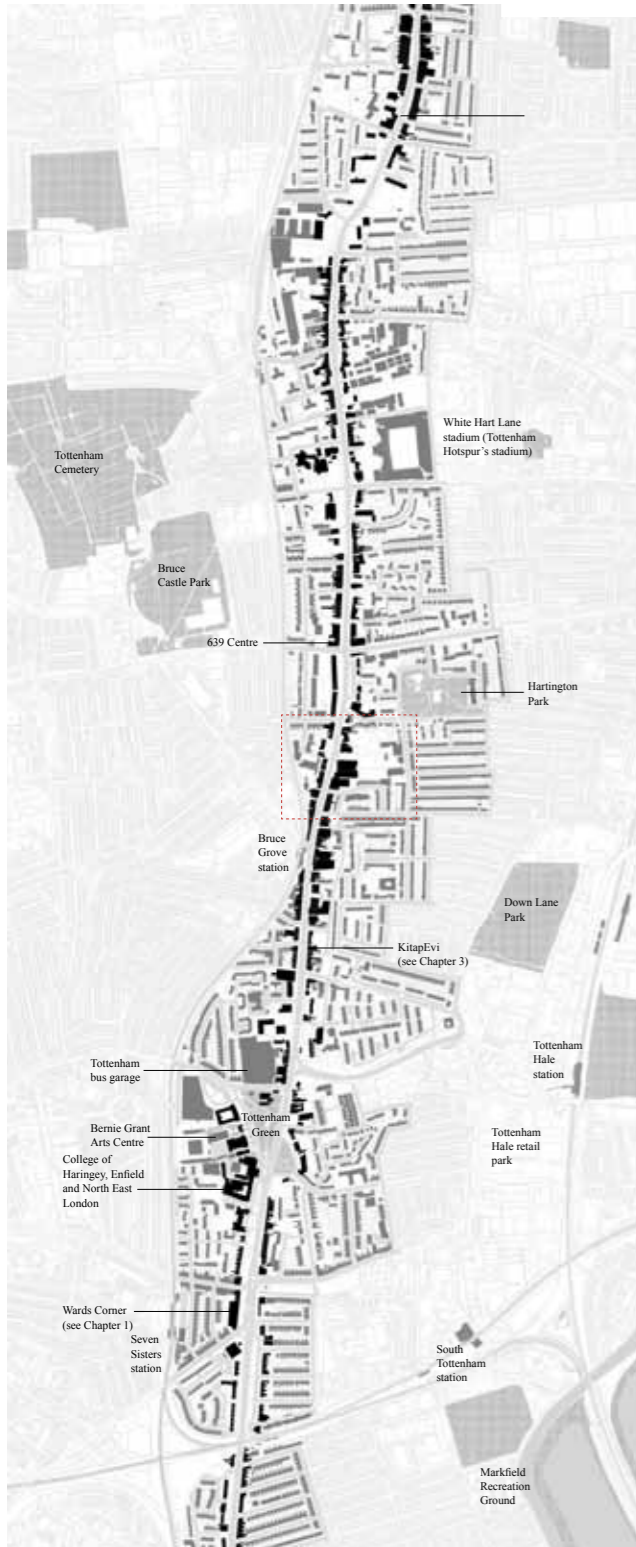 White Hart Lane
stadium (Tottenham
Hotspur's stadium)
Tottenham
Cemetery
Bruce
Castle Park
639 Centre
Hartington
Park
Bruce
Grove
station
Down Lane
Park
KitapEvi
(see Chapter 3)
Tottenham
Hale
station
Tottenham
bus garage
Tottenham
Green
Bernie Grant
Arts Centre
Tottenham
Hale retail
park
College of
Haringey, Enfield
and North East
London
Wards Corner
(see Chapter 1)
Seven
Sisters
station
South
Tottenham
station
Markfield
Recreation
Ground